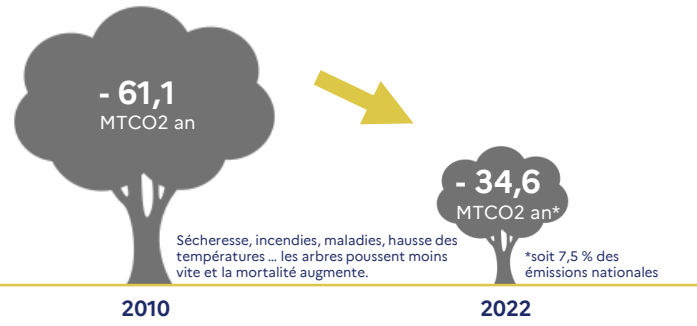 - 61,1
MTCO2 an
- 34,6
MTCO2 an*
Sécheresse, incendies, maladies, hausse des
températures ... les arbres poussent moins
vite et la mortalité augmente.
*soit 7,5 % des
émissions nationales
2010
2022